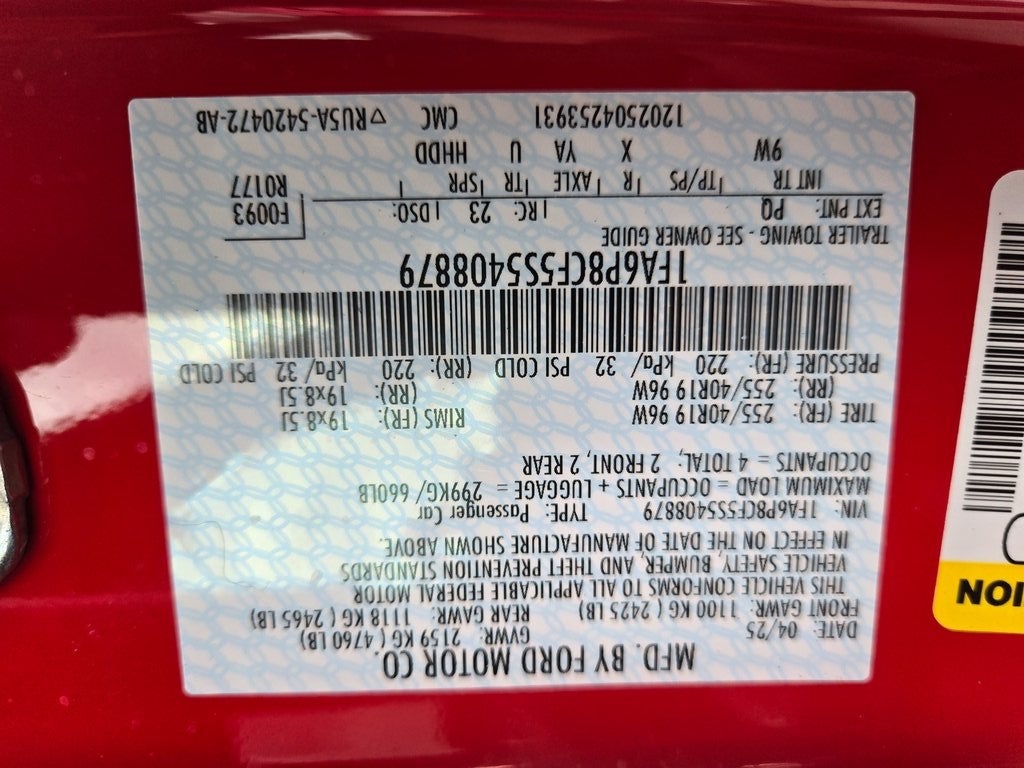 MFD. BY FORD MOTOR CO.
DATE: 04/25 GVWR: 2159 KG ( 4760 LB)
FRONT GAWR: 1100 KG ( 2425 LB) REAR GAWR: 1118 KG ( 2465 LB)
THIS VEHICLE CONFORMS TO ALL APPLICABLE FEDERAL MOTOR
VEHICLE SAFETY, BUMPER, AND THEFT PREVENTION STANDARDS
IN EFFECT ON THE DATE OF MANUFACTURE SHOWN ABOVE.
VIN: 1FA6P8CF5S5408879 TYPE: Passenger Car
MAXIMUM LOAD = OCCUPANTS + LUGGAGE = 299KG/660LB
OCCUPANTS = 4 TOTAL; 2 FRONT, 2 REAR
TIRE (FR): 255/40R19 96W RIMS (FR): 19x8.5J
(RR): 255/40R19 96W (RR): 19x8.5J
PRESSURE (FR): 220 kPa/ 32 PSI COLD (RR): 220 kPa/ 32 PSI COLD
1FA6P8CF5S5408879
TRAILER TOWING - SEE OWNER GUIDE
EXT PNT: PQ RC: 23 DSO: F0093
INT TR TP/PS R AXLE TR SPR R0177
9W X YA U HHDD
1202504253931 CMC ▽RU5A-5420472-AB
ION